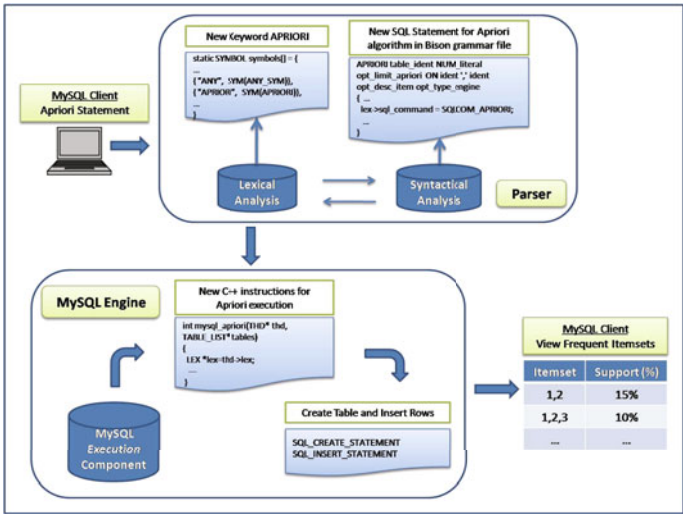 New Keyword APRIORI
static SYMBOL symbols[] = {
...
{ "ANY", SYM(ANY_SYM)},
{ "APRIOR", SYM(APRIORI)},
...
}
New SQL Statement for Apriori
algorithm in Bison grammar file
APRIORI table_ident NUM_literal
opt_limit_apriori ON ident ',' ident
opt_desc_item opt_type_engine
{ ...
lex->sql_command = SQLCOM_APRIORI;
...
}
MySQL Client
Apriori Statement
Lexical
Analysis
Syntactical
Analysis
Parser
MySQL Engine
New C++ instructions for
Apriori execution
int mysql_apriori(THD* thd,
TABLE_LIST* tables)
{
LEX *lex=thd->lex;
....
}
MySQL
Execution
Component
Create Table and Insert Rows
SQL_CREATE_STATEMENT
SQL_INSERT_STATEMENT
MySQL Client
View Frequent Itemsets
Itemset Support (%)
1,2 15%
1,2,3 10%
... ...